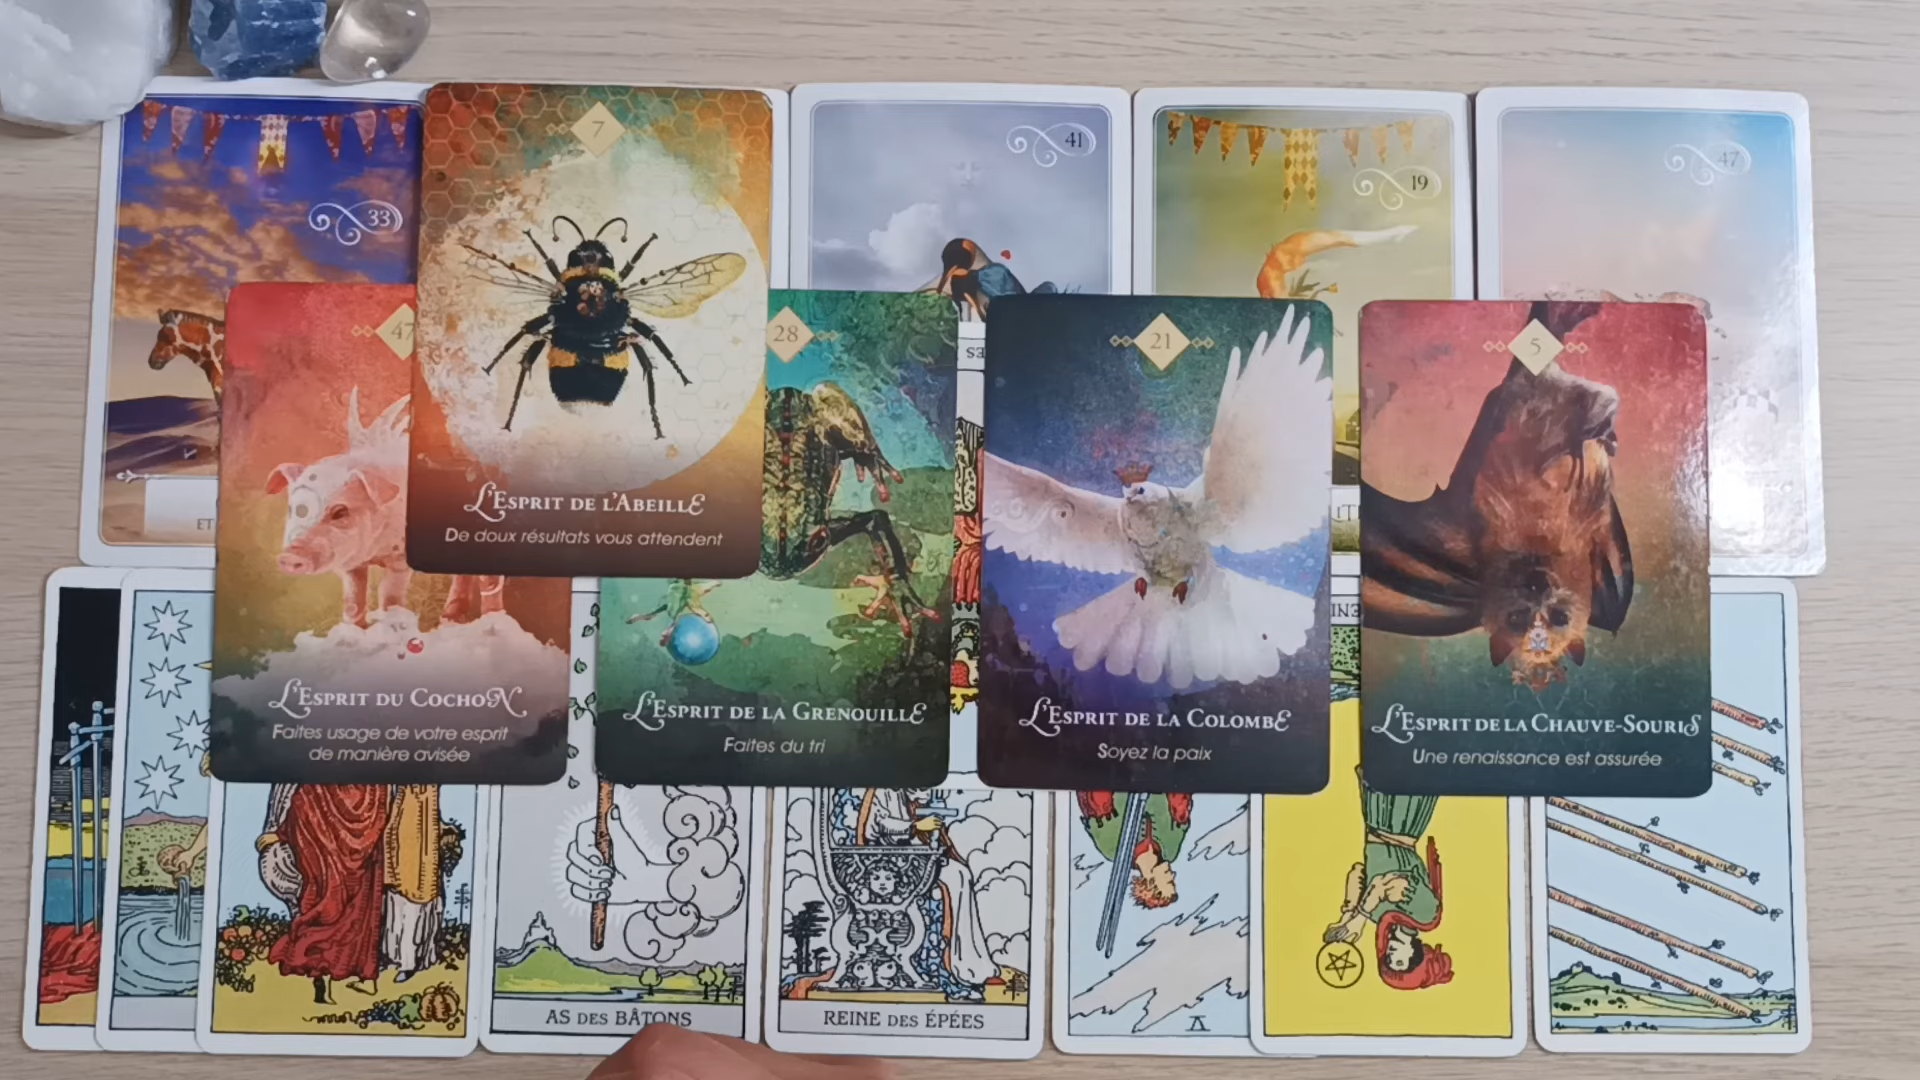 33
41
19
47
7
L'ESPRIT DE L'ABEILLE
De doux résultats vous attendent
47
L'ESPRIT DU COCHON
Faites usage de votre esprit
de manière avisée
28
L'ESPRIT DE LA GRENOUILLE
Faites du tri
21
L'ESPRIT DE LA COLOMBE
Soyez la paix
5
L'ESPRIT DE LA CHAUVE-SOURIS
Une renaissance est assurée
ET
AS DES BÂTONS
REINE DES ÉPÉES
V